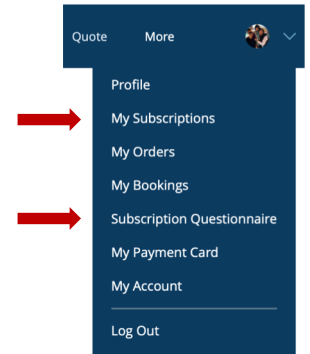 Quote More
Profile
My Subscriptions
My Orders
My Bookings
Subscription Questionnaire
My Payment Card
My Account
Log Out